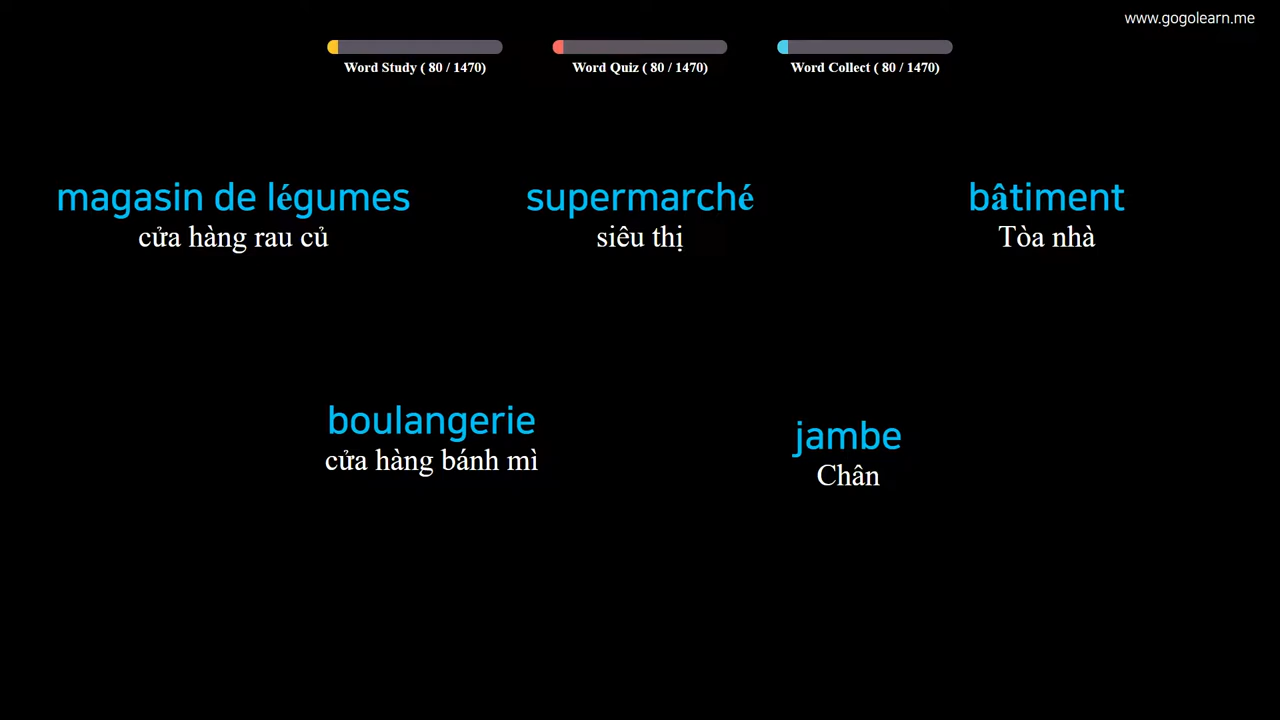 www.gogolearn.me
Word Study ( 80 / 1470)
Word Quiz ( 80 / 1470)
Word Collect ( 80 / 1470)
magasin de légumes
cửa hàng rau củ
supermarché
siêu thị
bâtiment
Tòa nhà
boulangerie
cửa hàng bánh mì
jambe
Chân